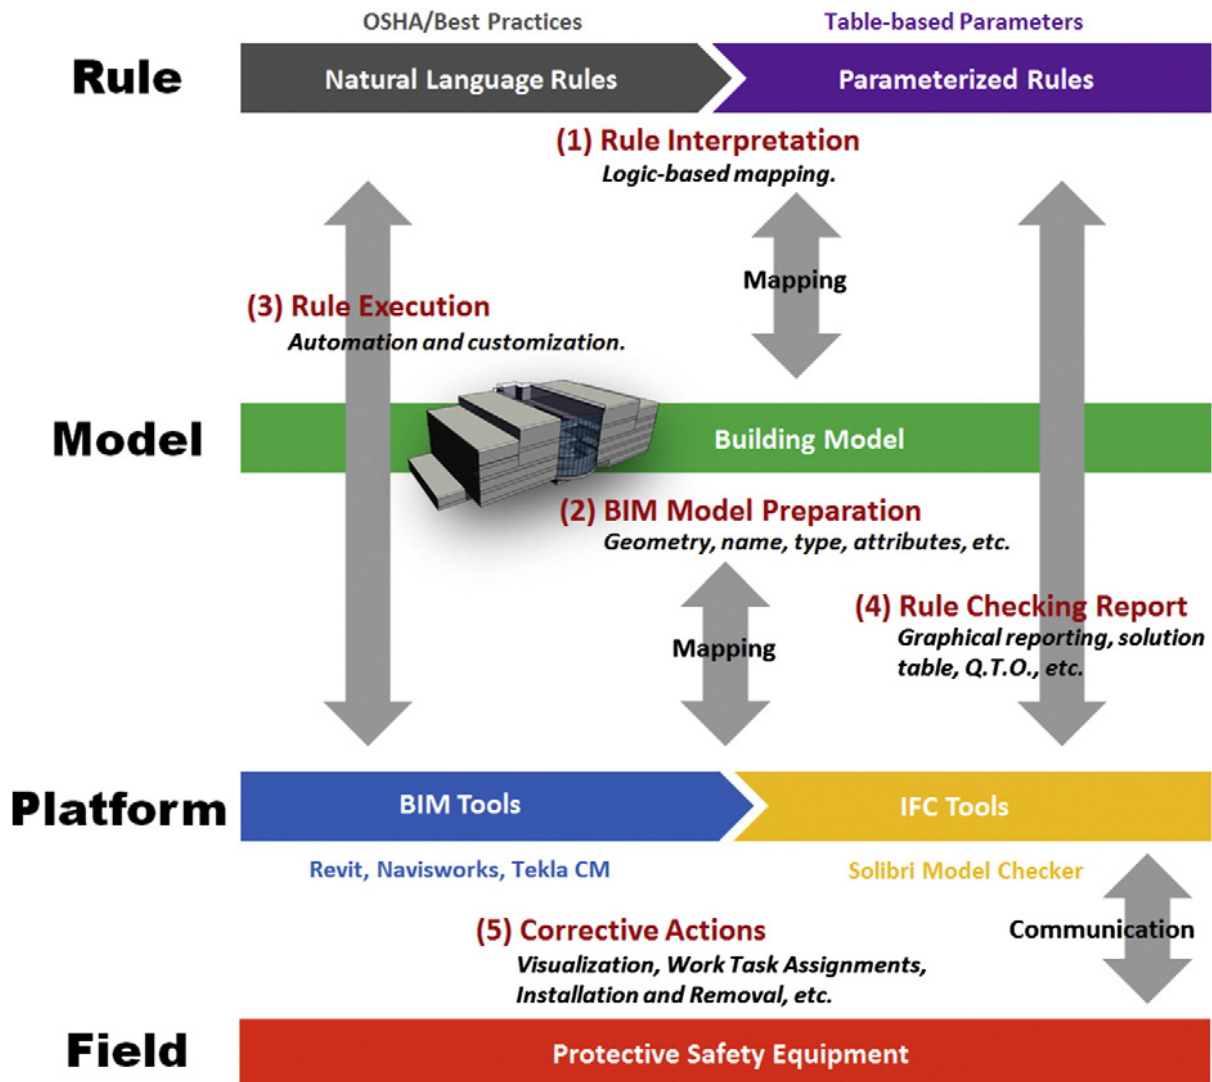 OSHA/Best Practices
Table-based Parameters
Rule
Natural Language Rules
Parameterized Rules
(1) Rule Interpretation
Logic-based mapping.
Mapping
(3) Rule Execution
Automation and customization.
Model
Building Model
(2) BIM Model Preparation
Geometry, name, type, attributes, etc.
(4) Rule Checking Report
Graphical reporting, solution
table, Q.T.O., etc.
Mapping
Platform
BIM Tools
IFC Tools
Revit, Navisworks, Tekla CM
Solibri Model Checker
(5) Corrective Actions
Communication
Visualization, Work Task Assignments,
Installation and Removal, etc.
Field
Protective Safety Equipment